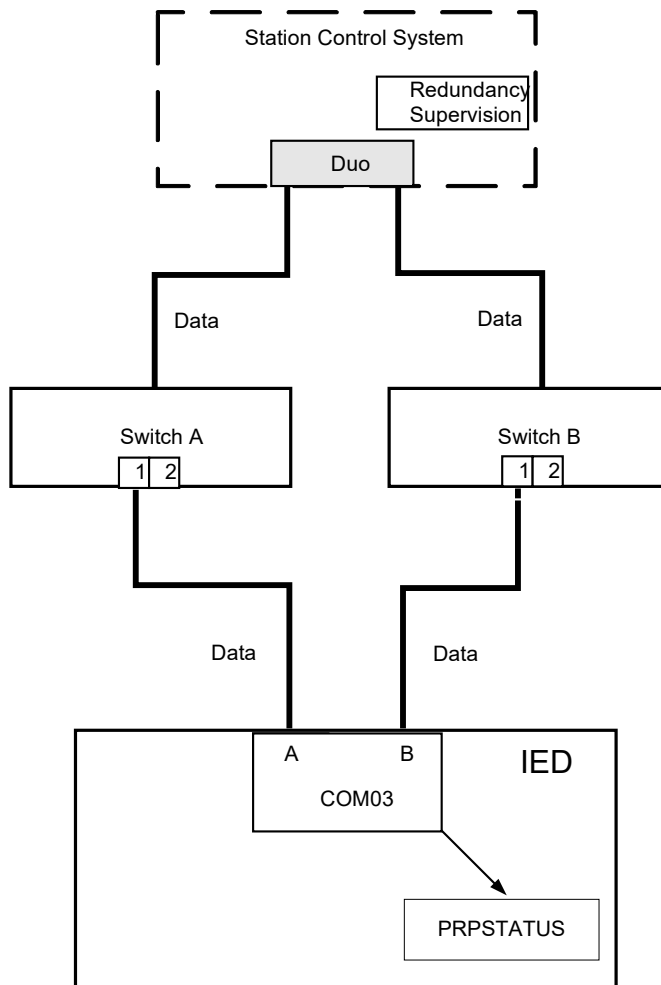 Station Control System
Redundancy
Supervision
Duo
Data
Data
Switch A
Switch B
1 2
1 2
Data
Data
A
B
IED
COM03
PRPSTATUS